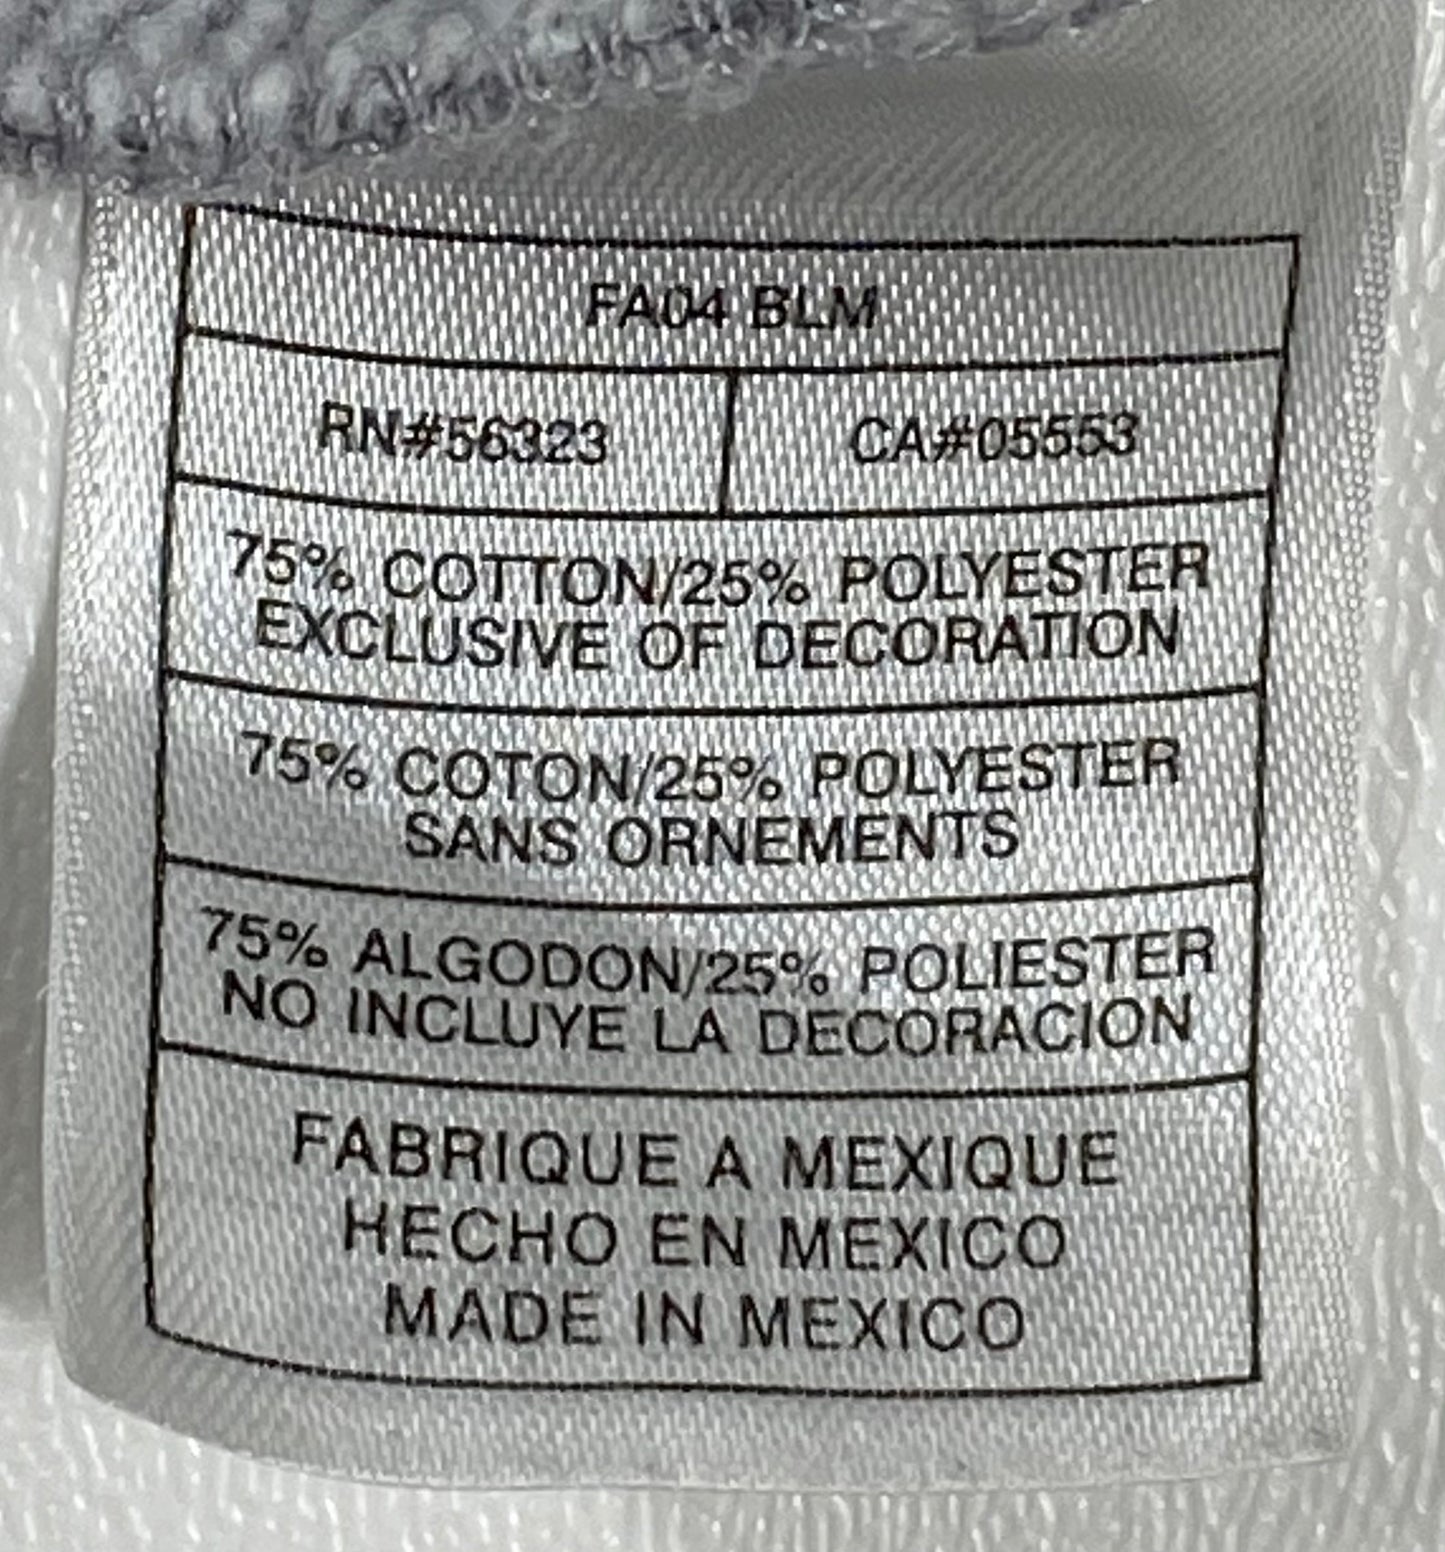 FA04 BLM
RN#56323 CA#05553
75% COTTON/25% POLYESTER
EXCLUSIVE OF DECORATION
75% COTON/25% POLYESTER
SANS ORNEMENTS
75% ALGODON/25% POLIESTER
NO INCLUYE LA DECORACION
FABRIQUE A MEXIQUE
HECHO EN MEXICO
MADE IN MEXICO